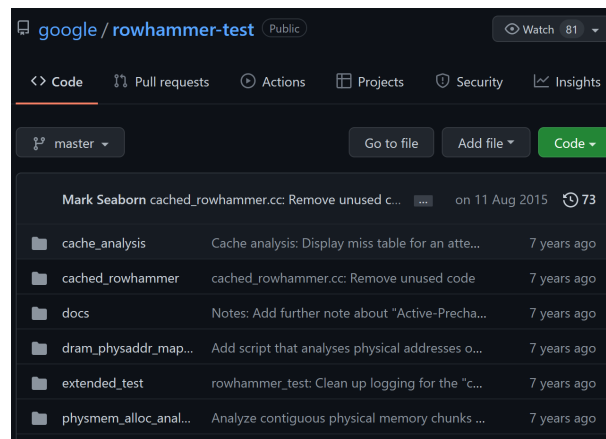 google / rowhammer-test Public Watch 81
Code Pull requests Actions Projects Security Insights
master Go to file Add file Code
Mark Seaborn cached_rowhammer.cc: Remove unused c... ... on 11 Aug 2015 73
cache_analysis Cache analysis: Display miss table for an atte... 7 years ago
cached_rowhammer cached_rowhammer.cc: Remove unused code 7 years ago
docs Notes: Add further note about "Active-Precha... 7 years ago
dram_physaddr_map... Add script that analyses physical addresses o... 7 years ago
extended_test rowhammer_test: Clean up logging for the "c... 7 years ago
physmem_alloc_anal... Analyze contiguous physical memory chunks ... 7 years ago